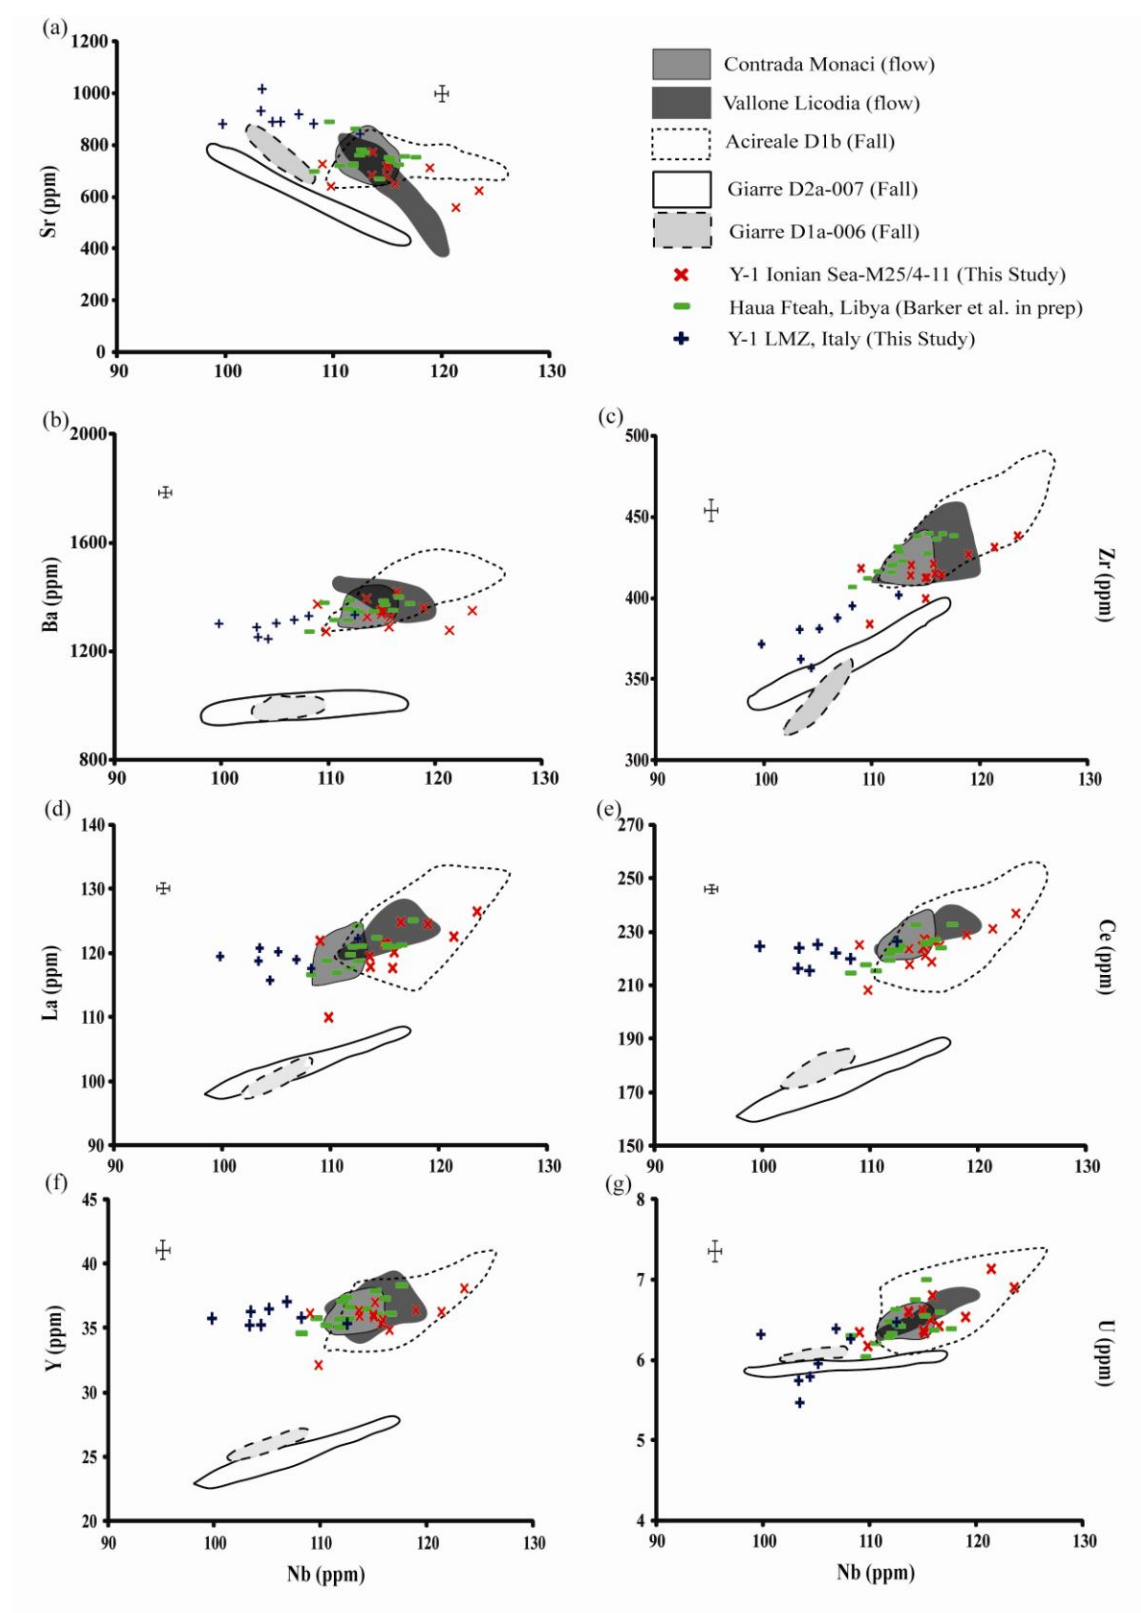 (a)
1200
1000
800
600
400
200
0
Sr (ppm)
90 100 110 120 130
Contrada Monaci (flow)
Vallone Licodia (flow)
Acireale D1b (Fall)
Giarre D2a-007 (Fall)
Giarre D1a-006 (Fall)
Y-1 Ionian Sea-M25/4-11 (This Study)
Haua Fteah, Libya (Barker et al. in prep)
Y-1 LMZ, Italy (This Study)
(b)
2000
1600
1200
800
Ba (ppm)
90 100 110 120 130
(c)
500
450
400
350
300
Zr (ppm)
90 100 110 120 130
(d)
140
130
120
110
100
90
La (ppm)
90 100 110 120 130
(e)
270
250
230
210
190
170
150
Ce (ppm)
90 100 110 120 130
(f)
45
40
35
30
25
20
Y (ppm)
90 100 110 120 130
Nb (ppm)
(g)
8
7
6
5
4
U (ppm)
90 100 110 120 130
Nb (ppm)